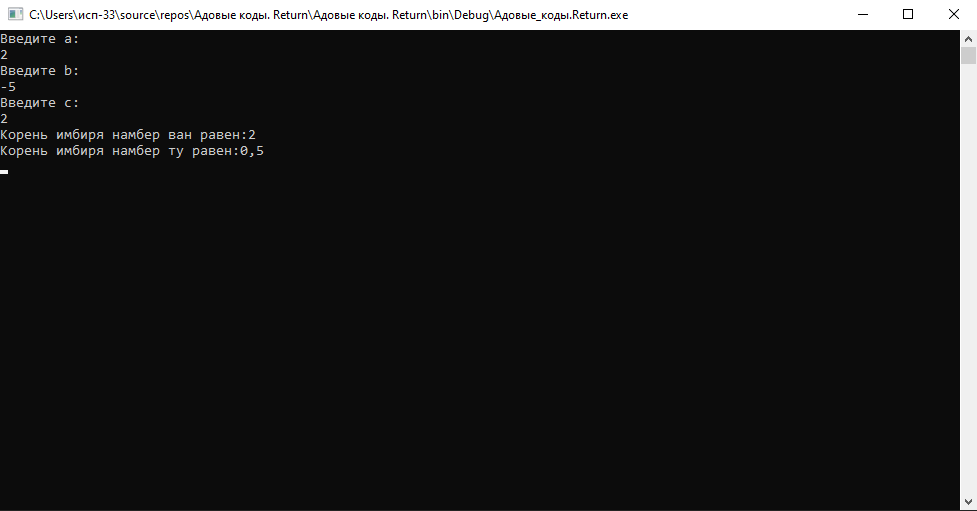 C:\Users\исп-33\source\repos\Адовые коды. Return\Адовые коды. Return\bin\Debug\Адовые_коды.Return.exe
Введите a:
2
Введите b:
-5
Введите c:
2
Корень имбиря намбер ван равен:2
Корень имбиря намбер ту равен:0,5